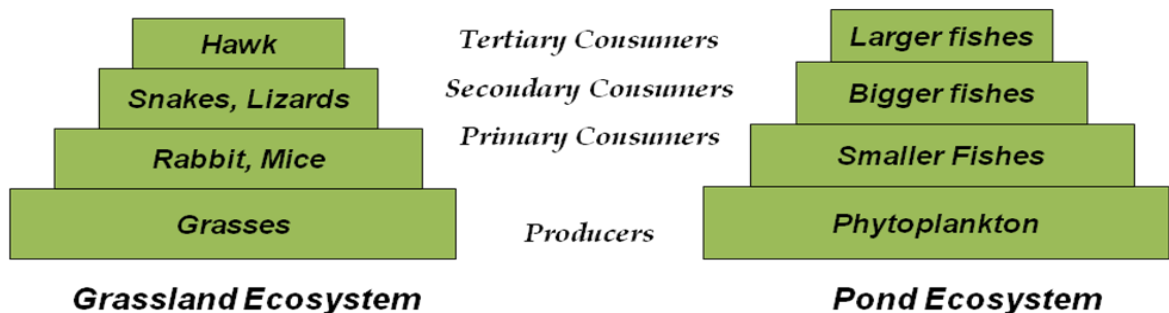 Hawk
Snakes, Lizards
Rabbit, Mice
Grasses
Grassland Ecosystem
Tertiary Consumers
Secondary Consumers
Primary Consumers
Producers
Larger fishes
Bigger fishes
Smaller Fishes
Phytoplankton
Pond Ecosystem